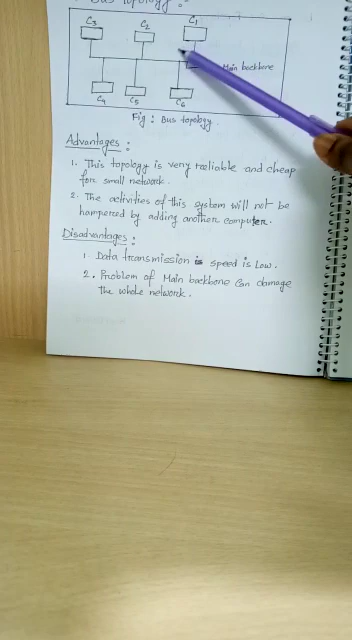 Bus topology :
C3 C2 C1
Main backbone
C4 C5 C6
Fig : Bus topology.
Advantages :
1. This topology is very reliable and cheap
for small network.
2. The activities of this system will not be
hampered by adding another computer.
Disadvantages :
1. Data transmission is speed is Low.
2. Problem of Main backbone can damage
the whole network.